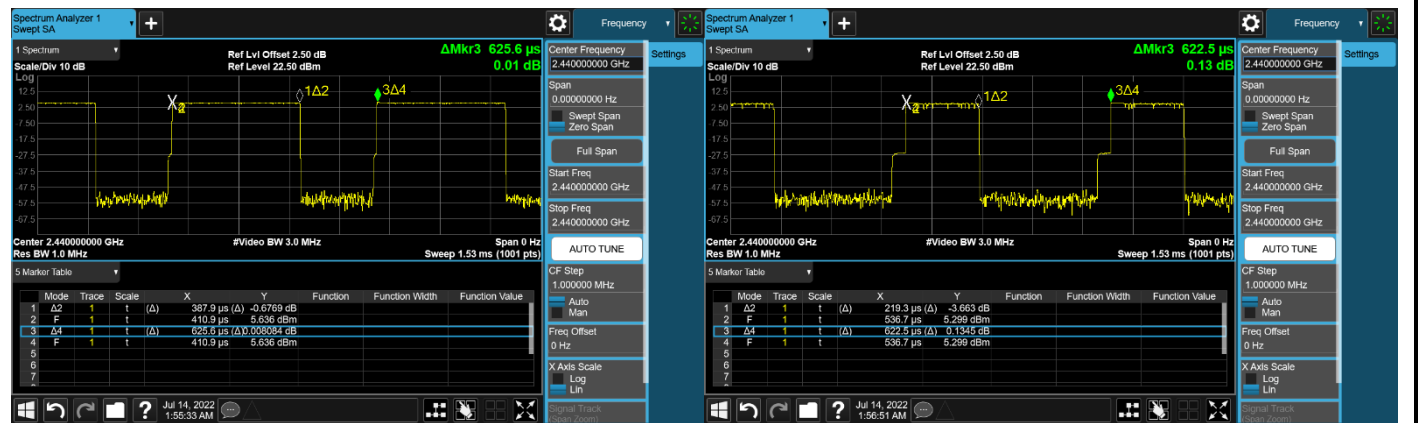 Spectrum Analyzer 1
Swept SA
Frequency
1 Spectrum
Scale/Div 10 dB
Ref Lvl Offset 2.50 dB
Ref Level 22.50 dBm
ΔMkr3 625.6 µs
0.01 dB
Log
12.5
2.50
-7.50
-17.5
-27.5
-37.5
-47.5
-57.5
-67.5
X2
1Δ2
3Δ4
Center 2.440000000 GHz
#Video BW 3.0 MHz
Span 0 Hz
Res BW 1.0 MHz
Sweep 1.53 ms (1001 pts)
5 Marker Table
Mode Trace Scale X Y Function Function Width Function Value
1 Δ2 1 t (Δ) 387.9 µs (Δ) -0.6769 dB
2 F 1 t 410.9 µs 5.636 dBm
3 Δ4 1 t (Δ) 625.6 µs (Δ) 0.008084 dB
4 F 1 t 410.9 µs 5.636 dBm
5
6
7
Jul 14, 2022
1:55:33 AM
Settings
Center Frequency
2.440000000 GHz
Span
0.00000000 Hz
Swept Span
Zero Span
Full Span
Start Freq
2.440000000 GHz
Stop Freq
2.440000000 GHz
AUTO TUNE
CF Step
1.000000 MHz
Auto
Man
Freq Offset
0 Hz
X Axis Scale
Log
Lin
Signal Track
(Span Zoom)
Spectrum Analyzer 1
Swept SA
Frequency
1 Spectrum
Scale/Div 10 dB
Ref Lvl Offset 2.50 dB
Ref Level 22.50 dBm
ΔMkr3 622.5 µs
0.13 dB
Log
12.5
2.50
-7.50
-17.5
-27.5
-37.5
-47.5
-57.5
-67.5
X2
1Δ2
3Δ4
Center 2.440000000 GHz
#Video BW 3.0 MHz
Span 0 Hz
Res BW 1.0 MHz
Sweep 1.53 ms (1001 pts)
5 Marker Table
Mode Trace Scale X Y Function Function Width Function Value
1 Δ2 1 t (Δ) 219.3 µs (Δ) -3.663 dB
2 F 1 t 536.7 µs 5.299 dBm
3 Δ4 1 t (Δ) 622.5 µs (Δ) 0.1345 dB
4 F 1 t 536.7 µs 5.299 dBm
5
6
7
Jul 14, 2022
1:56:51 AM
Settings
Center Frequency
2.440000000 GHz
Span
0.00000000 Hz
Swept Span
Zero Span
Full Span
Start Freq
2.440000000 GHz
Stop Freq
2.440000000 GHz
AUTO TUNE
CF Step
1.000000 MHz
Auto
Man
Freq Offset
0 Hz
X Axis Scale
Log
Lin
Signal Track
(Span Zoom)